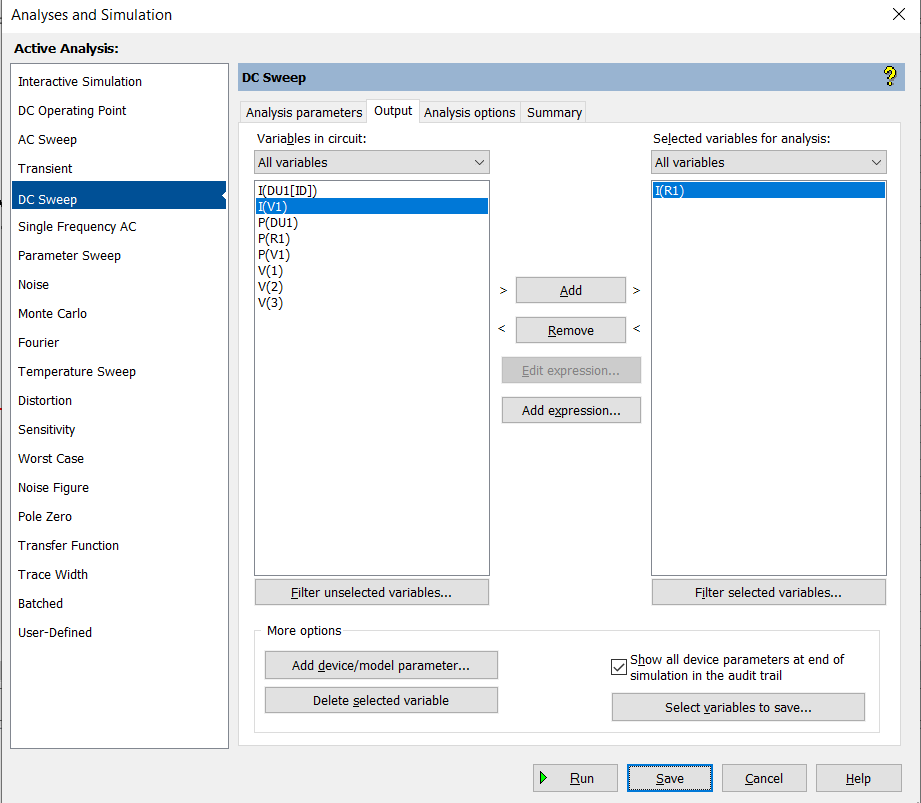 Analyses and Simulation
Active Analysis:
Interactive Simulation
DC Operating Point
AC Sweep
Transient
DC Sweep
Single Frequency AC
Parameter Sweep
Noise
Monte Carlo
Fourier
Temperature Sweep
Distortion
Sensitivity
Worst Case
Noise Figure
Pole Zero
Transfer Function
Trace Width
Batched
User-Defined
DC Sweep
?
Analysis parameters Output Analysis options Summary
Variables in circuit:
All variables
I(DU1[ID])
I(V1)
P(DU1)
P(R1)
P(V1)
V(1)
V(2)
V(3)
Filter unselected variables...
> Add >
< Remove <
Edit expression...
Add expression...
Selected variables for analysis:
All variables
I(R1)
Filter selected variables...
More options
Add device/model parameter...
Delete selected variable
Show all device parameters at end of
simulation in the audit trail
Select variables to save...
Run Save Cancel Help